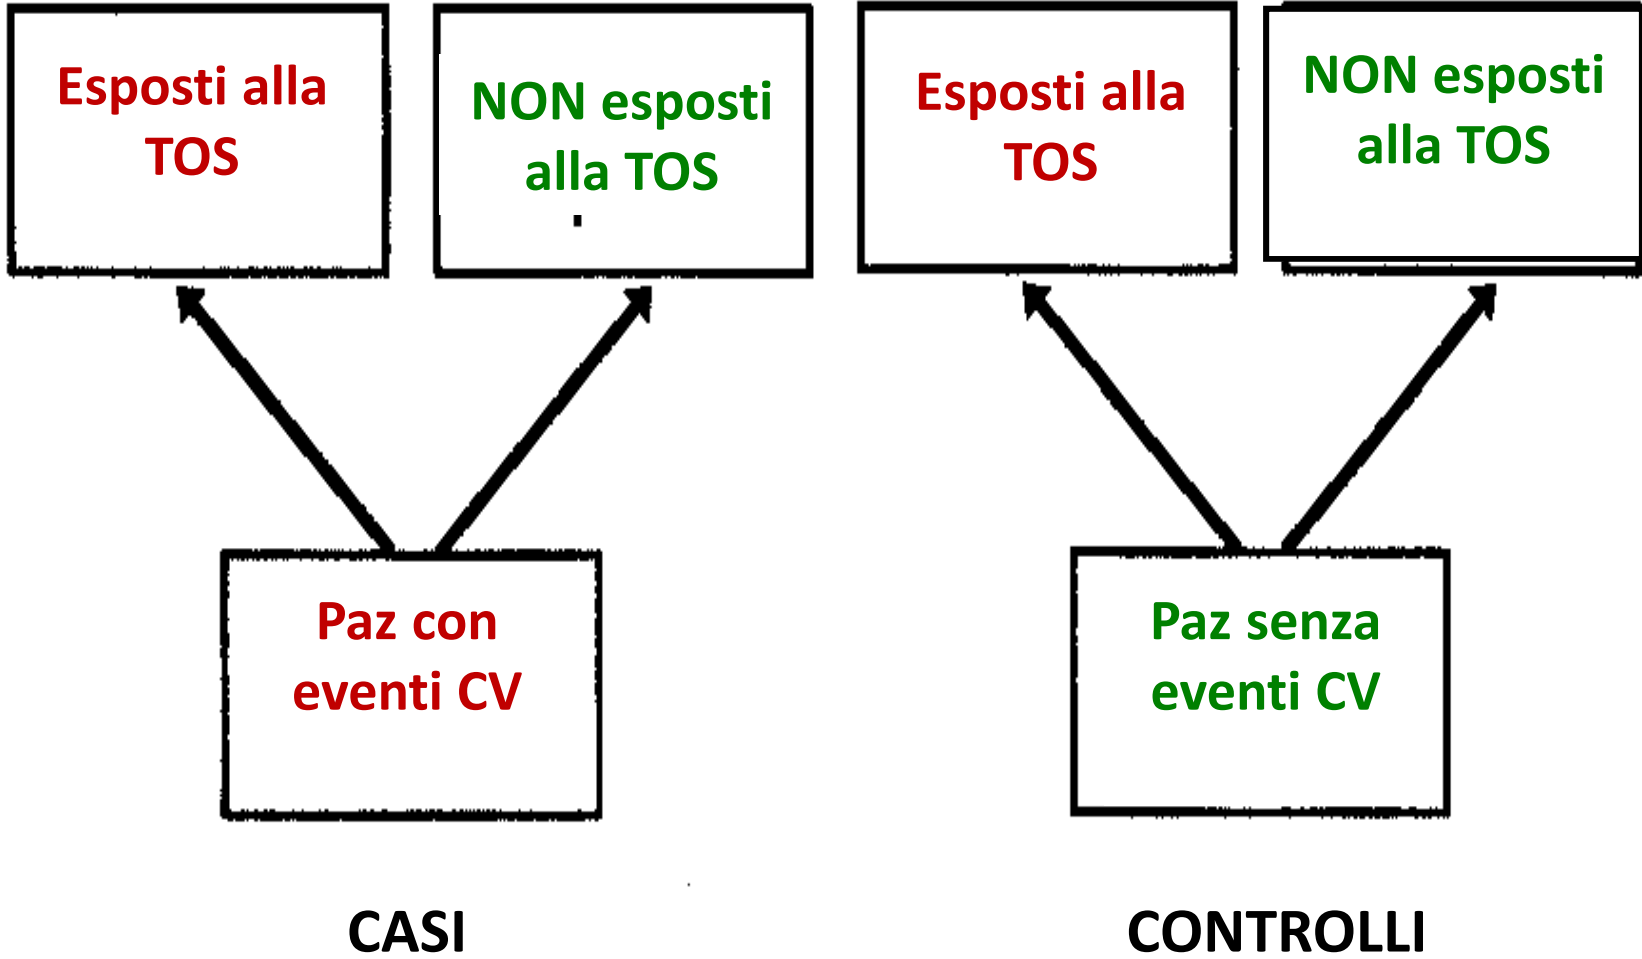 Esposti alla
TOS
NON esposti
alla TOS
Esposti alla
TOS
NON esposti
alla TOS
Paz con
eventi CV
Paz senza
eventi CV
CASI
CONTROLLI